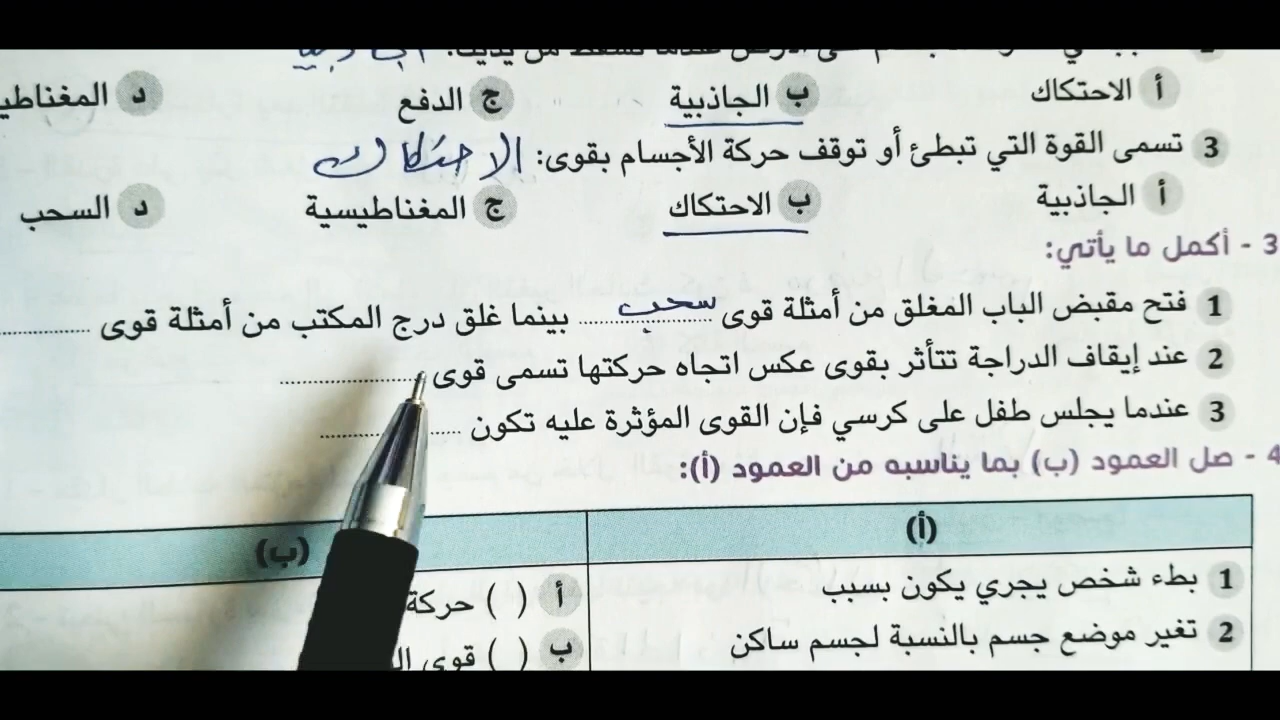 أ الاحتكاك ب الجاذبية ج الدفع د
3 تسمى القوة التي تبطئ أو توقف حركة الأجسام بقوى: الاحتكاك
أ الجاذبية ب الاحتكاك ج المغناطيسية د السحب
3 - أكمل ما يأتي:
1 فتح مقبض الباب المغلق من أمثلة قوى سحب بينما غلق درج المكتب من أمثلة قوى ..........
2 عند إيقاف الدراجة تتأثر بقوى عكس اتجاه حركتها تسمى قوى ..........
3 عندما يجلس طفل على كرسي فإن القوى المؤثرة عليه تكون ..........
4 - صل العمود (ب) بما يناسبه من العمود (أ):
(أ) (ب)
1 بطء شخص يجري يكون بسبب أ ( ) حركة
2 تغير موضع جسم بالنسبة لجسم ساكن ب ( ) قوى